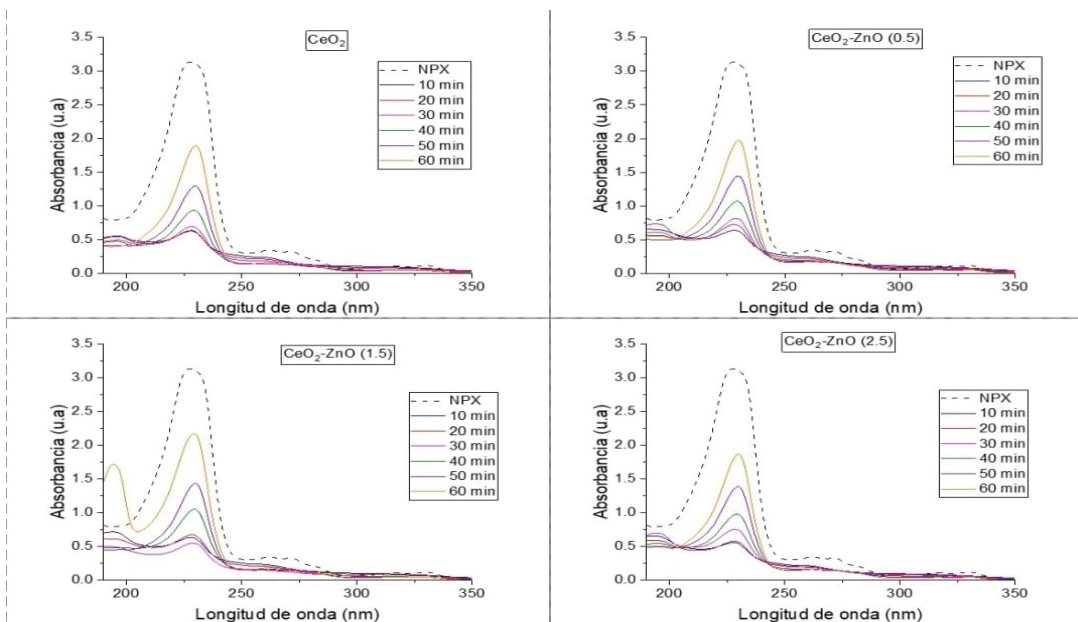 CeO₂
Absorbancia (u.a)
3.5
3.0
2.5
2.0
1.5
1.0
0.5
0.0
NPX
10 min
20 min
30 min
40 min
50 min
60 min
200
250
300
350
Longitud de onda (nm)
CeO₂-ZnO (0.5)
Absorbancia (u.a)
3.5
3.0
2.5
2.0
1.5
1.0
0.5
0.0
NPX
10 min
20 min
30 min
40 min
50 min
60 min
200
250
300
350
Longitud de onda (nm)
CeO₂-ZnO (1.5)
Absorbancia (u.a)
3.5
3.0
2.5
2.0
1.5
1.0
0.5
0.0
NPX
10 min
20 min
30 min
40 min
50 min
60 min
200
250
300
350
Longitud de onda (nm)
CeO₂-ZnO (2.5)
Absorbancia (u.a)
3.5
3.0
2.5
2.0
1.5
1.0
0.5
0.0
NPX
10 min
20 min
30 min
40 min
50 min
60 min
200
250
300
350
Longitud de onda (nm)